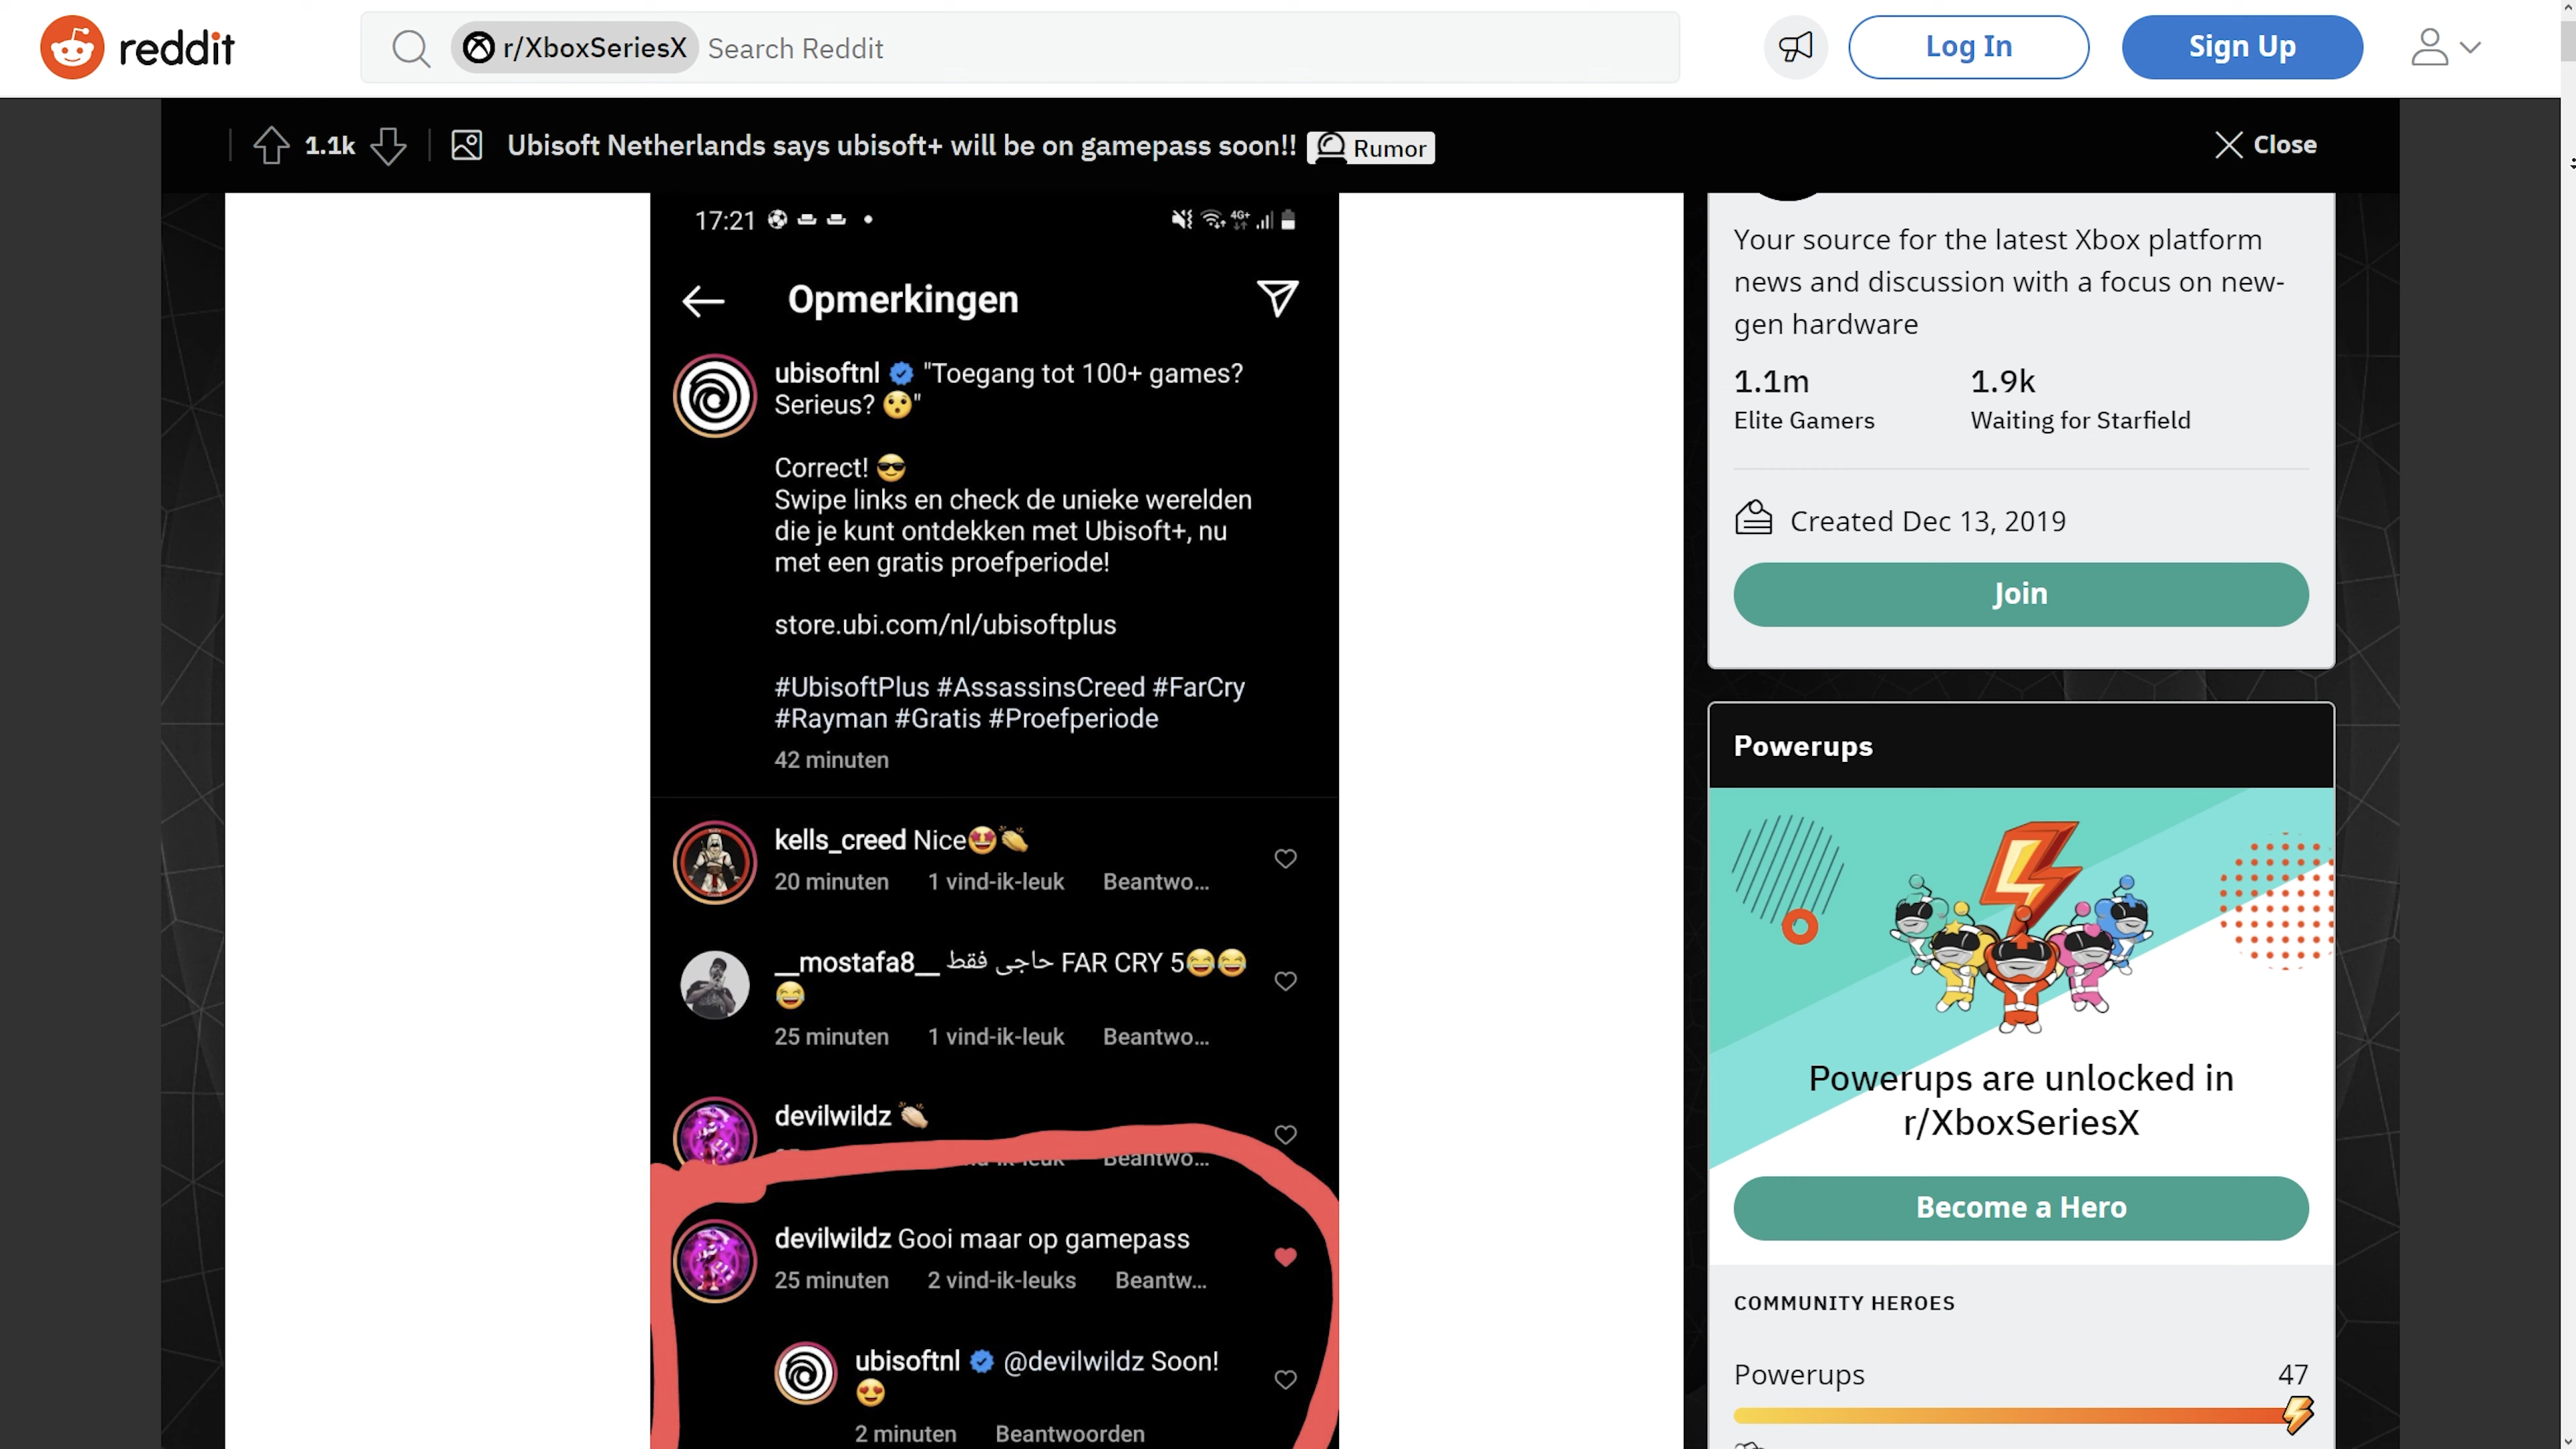 reddit
r/XboxSeriesX Search Reddit
Log In
Sign Up
1.1k
Ubisoft Netherlands says ubisoft+ will be on gamepass soon!! Rumor
Close
17:21
4G+
Opmerkingen
ubisoftnl "Toegang tot 100+ games?
Serieus? 😯"
Correct! 😎
Swipe links en check de unieke werelden
die je kunt ontdekken met Ubisoft+, nu
met een gratis proefperiode!
store.ubi.com/nl/ubisoftplus
#UbisoftPlus #AssassinsCreed #FarCry
#Rayman #Gratis #Proefperiode
42 minuten
kells_creed Nice🤩👏
20 minuten 1 vind-ik-leuk Beantwo...
__mostafa8__ حاجی فقط FAR CRY 5😂😂
😂
25 minuten 1 vind-ik-leuk Beantwo...
devilwildz 👏🏻
Beantwo...
devilwildz Gooi maar op gamepass
25 minuten 2 vind-ik-leuks Beantw...
ubisoftnl @devilwildz Soon!
😍
2 minuten Beantwoorden
Your source for the latest Xbox platform
news and discussion with a focus on new-
gen hardware
1.1m 1.9k
Elite Gamers Waiting for Starfield
Created Dec 13, 2019
Join
Powerups
Powerups are unlocked in
r/XboxSeriesX
Become a Hero
COMMUNITY HEROES
Powerups 47